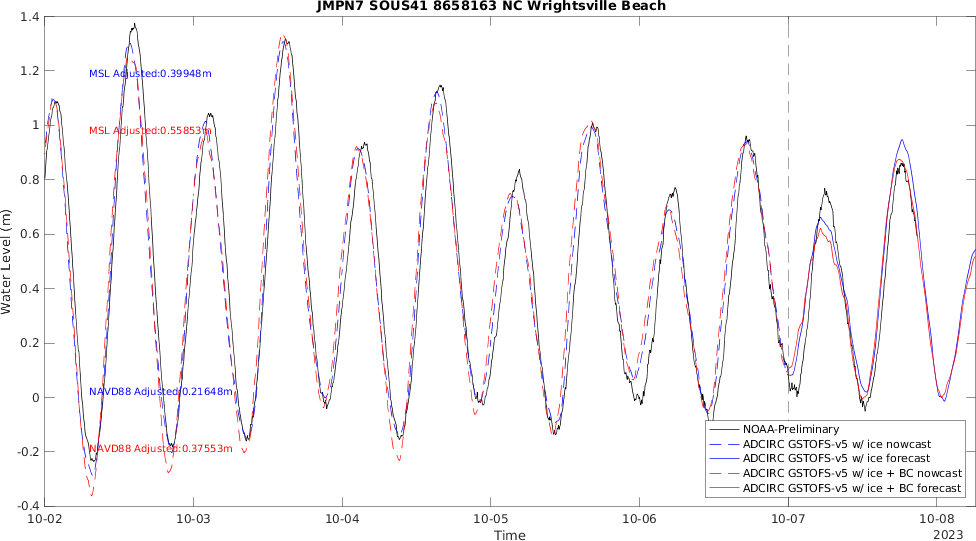 JMPN7 SOUS41 8658163 NC Wrightsville Beach
1.4
1.2
1
0.8
0.6
0.4
0.2
0
-0.2
-0.4
Water Level (m)
MSL Adjusted:0.39948m
MSL Adjusted:0.55853m
NAVD88 Adjusted:0.21648m
NAVD88 Adjusted:0.37553m
NOAA-Preliminary
ADCIRC GSTOFS-v5 w/ ice nowcast
ADCIRC GSTOFS-v5 w/ ice forecast
ADCIRC GSTOFS-v5 w/ ice + BC nowcast
ADCIRC GSTOFS-v5 w/ ice + BC forecast
10-02 10-03 10-04 10-05 10-06 10-07 10-08
Time
2023